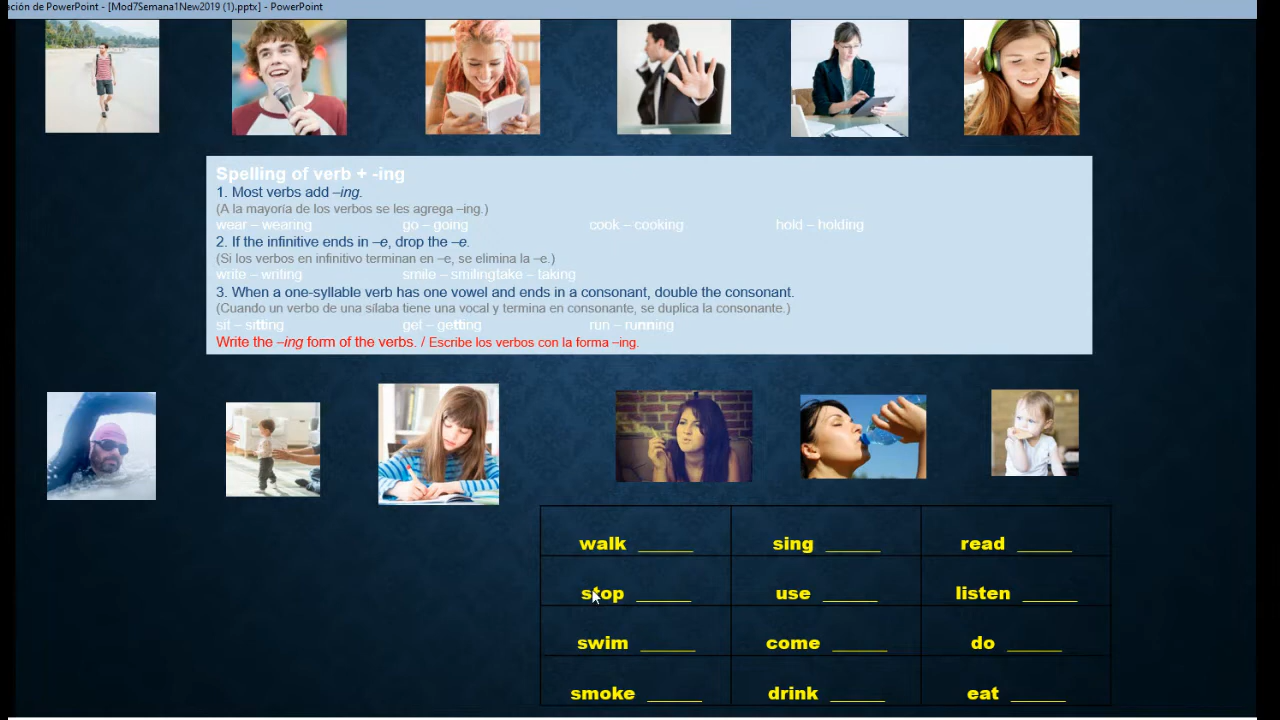 ción de PowerPoint - [Mod7Semana1New2019 (1).pptx] - PowerPoint
Spelling of verb + -ing
1. Most verbs add –ing.
(A la mayoría de los verbos se les agrega –ing.)
wear – wearing go – going cook – cooking hold – holding
2. If the infinitive ends in –e, drop the –e.
(Si los verbos en infinitivo terminan en –e, se elimina la –e.)
write – writing smile – smilingtake – taking
3. When a one-syllable verb has one vowel and ends in a consonant, double the consonant.
(Cuando un verbo de una sílaba tiene una vocal y termina en consonante, se duplica la consonante.)
sit – sitting get – getting run – running
Write the –ing form of the verbs. / Escribe los verbos con la forma –ing.
walk ______ sing ______ read ______
stop ______ use ______ listen ______
swim ______ come ______ do ______
smoke ______ drink ______ eat ______